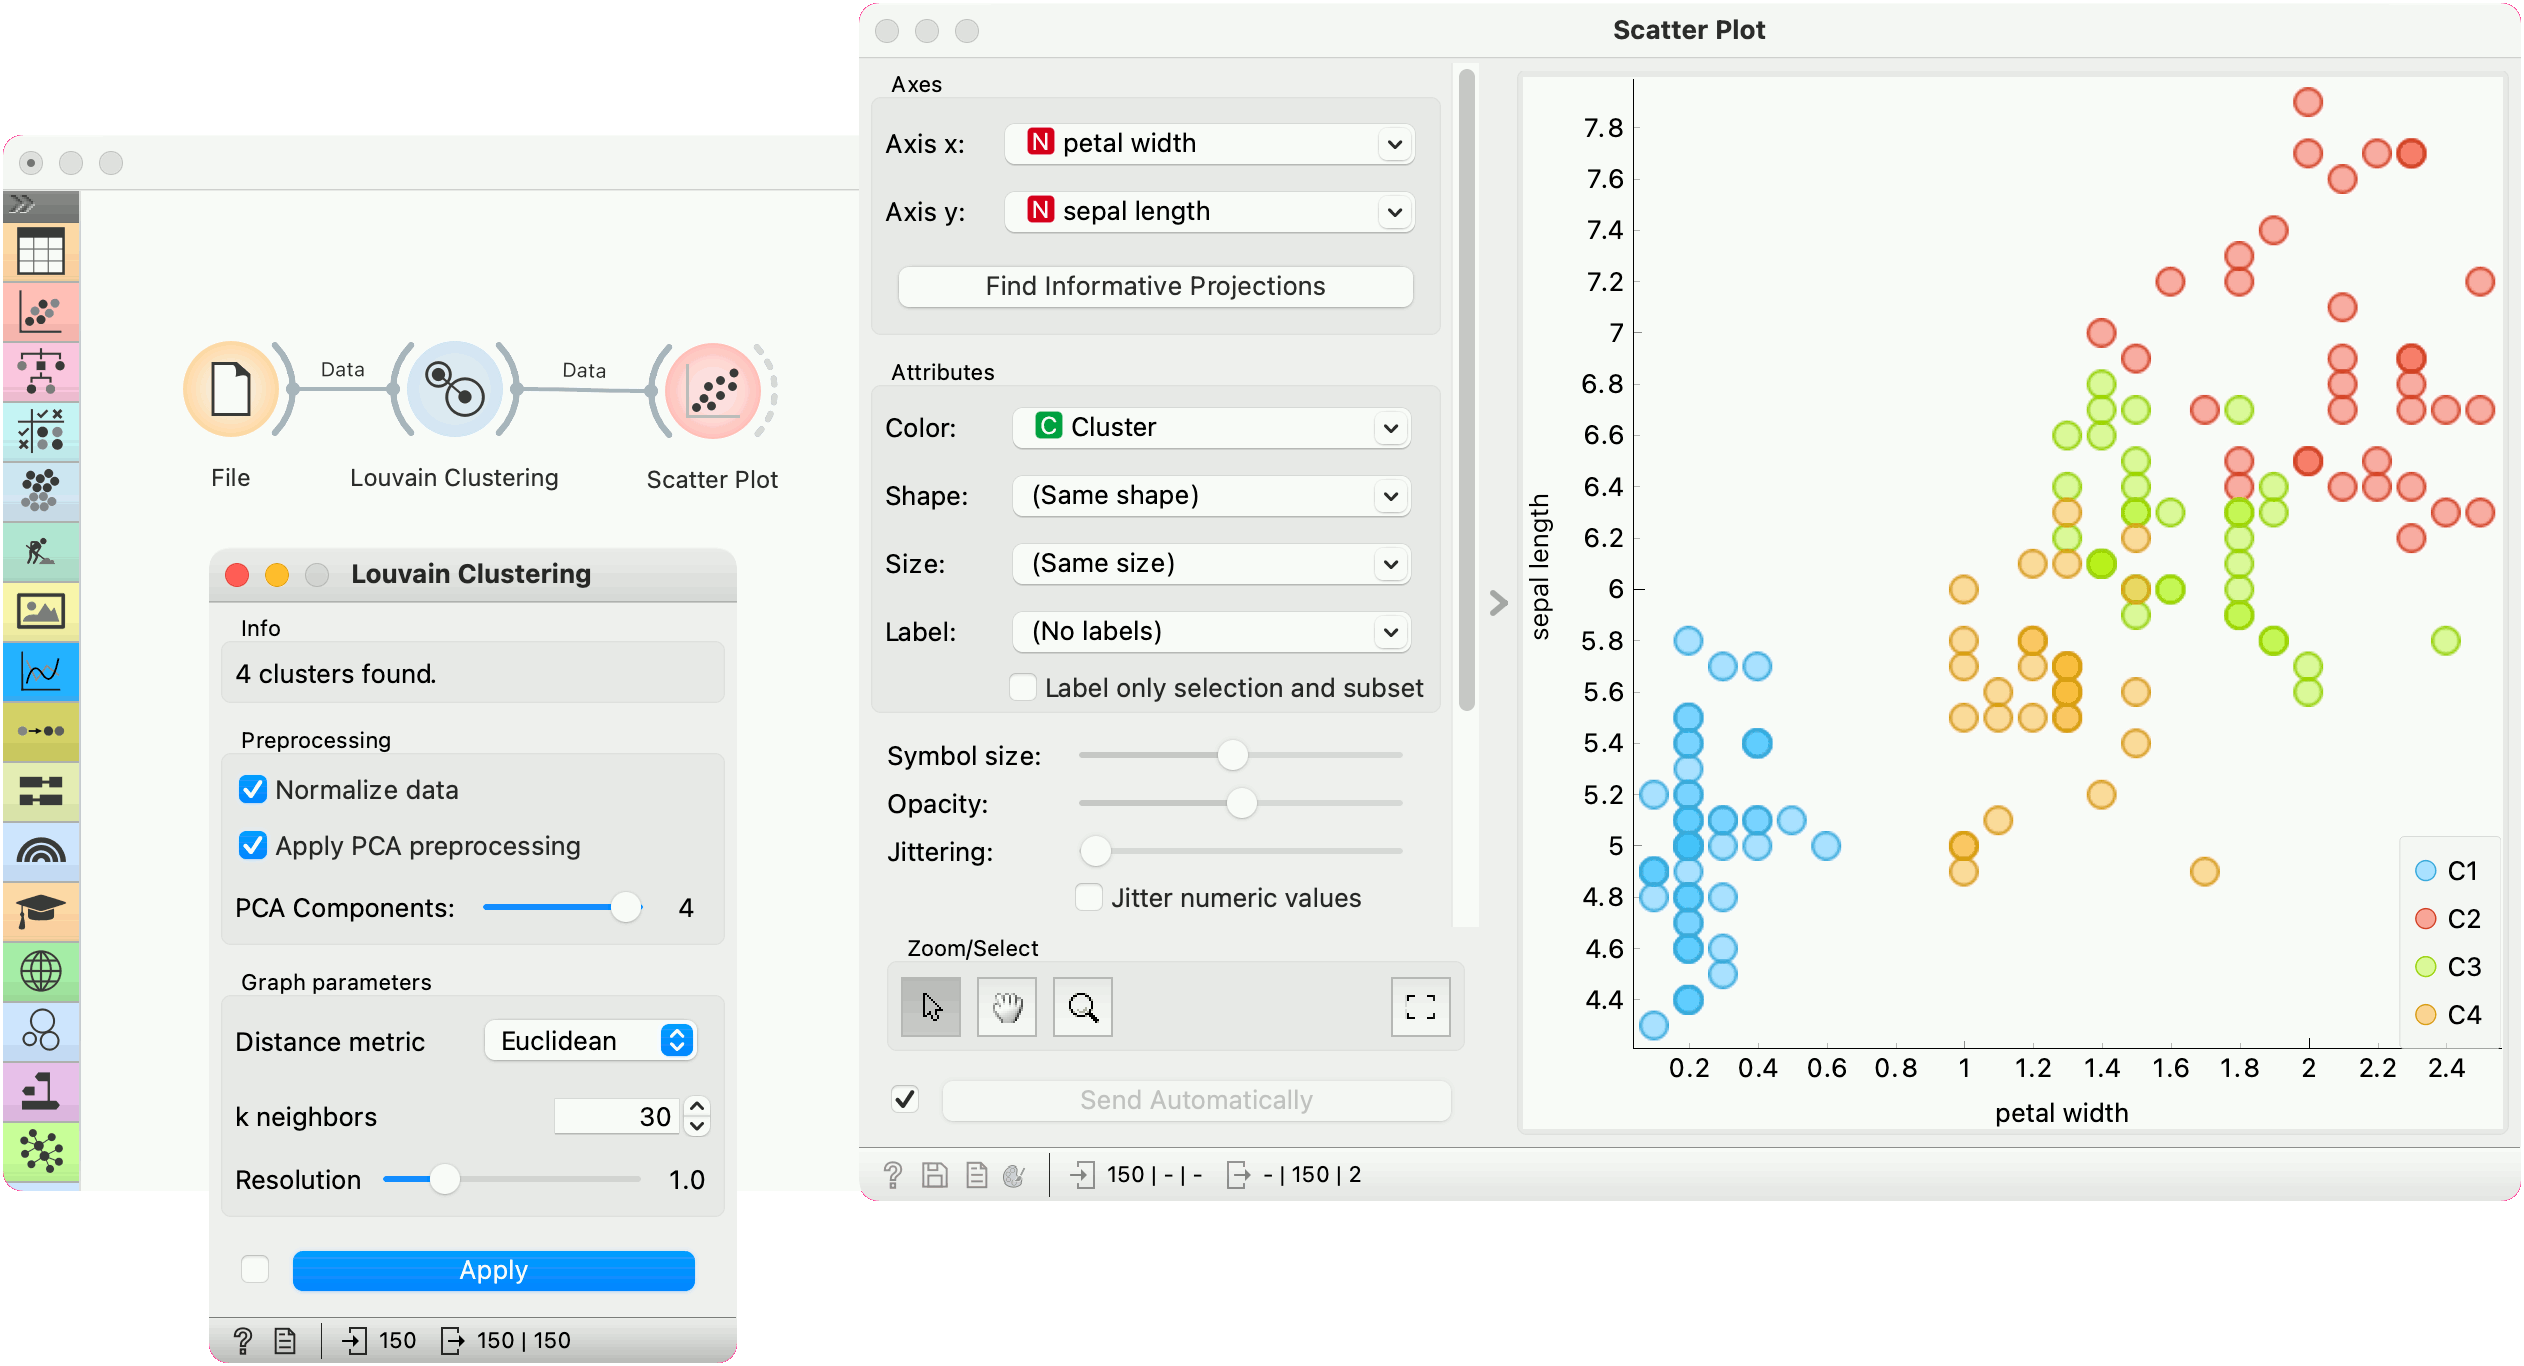 Data
Data
File
Louvain Clustering
Scatter Plot
Louvain Clustering
Info
4 clusters found.
Preprocessing
Normalize data
Apply PCA preprocessing
PCA Components: 4
Graph parameters
Distance metric Euclidean
k neighbors 30
Resolution 1.0
Apply
? 150 150 | 150
Scatter Plot
Axes
Axis x: N petal width
Axis y: N sepal length
Find Informative Projections
Attributes
Color: C Cluster
Shape: (Same shape)
Size: (Same size)
Label: (No labels)
Label only selection and subset
Symbol size:
Opacity:
Jittering:
Jitter numeric values
Zoom/Select
Send Automatically
? 150 | - | - - | 150 | 2
sepal length
7.8
7.6
7.4
7.2
7
6.8
6.6
6.4
6.2
6
5.8
5.6
5.4
5.2
5
4.8
4.6
4.4
0.2 0.4 0.6 0.8 1 1.2 1.4 1.6 1.8 2 2.2 2.4
petal width
C1
C2
C3
C4